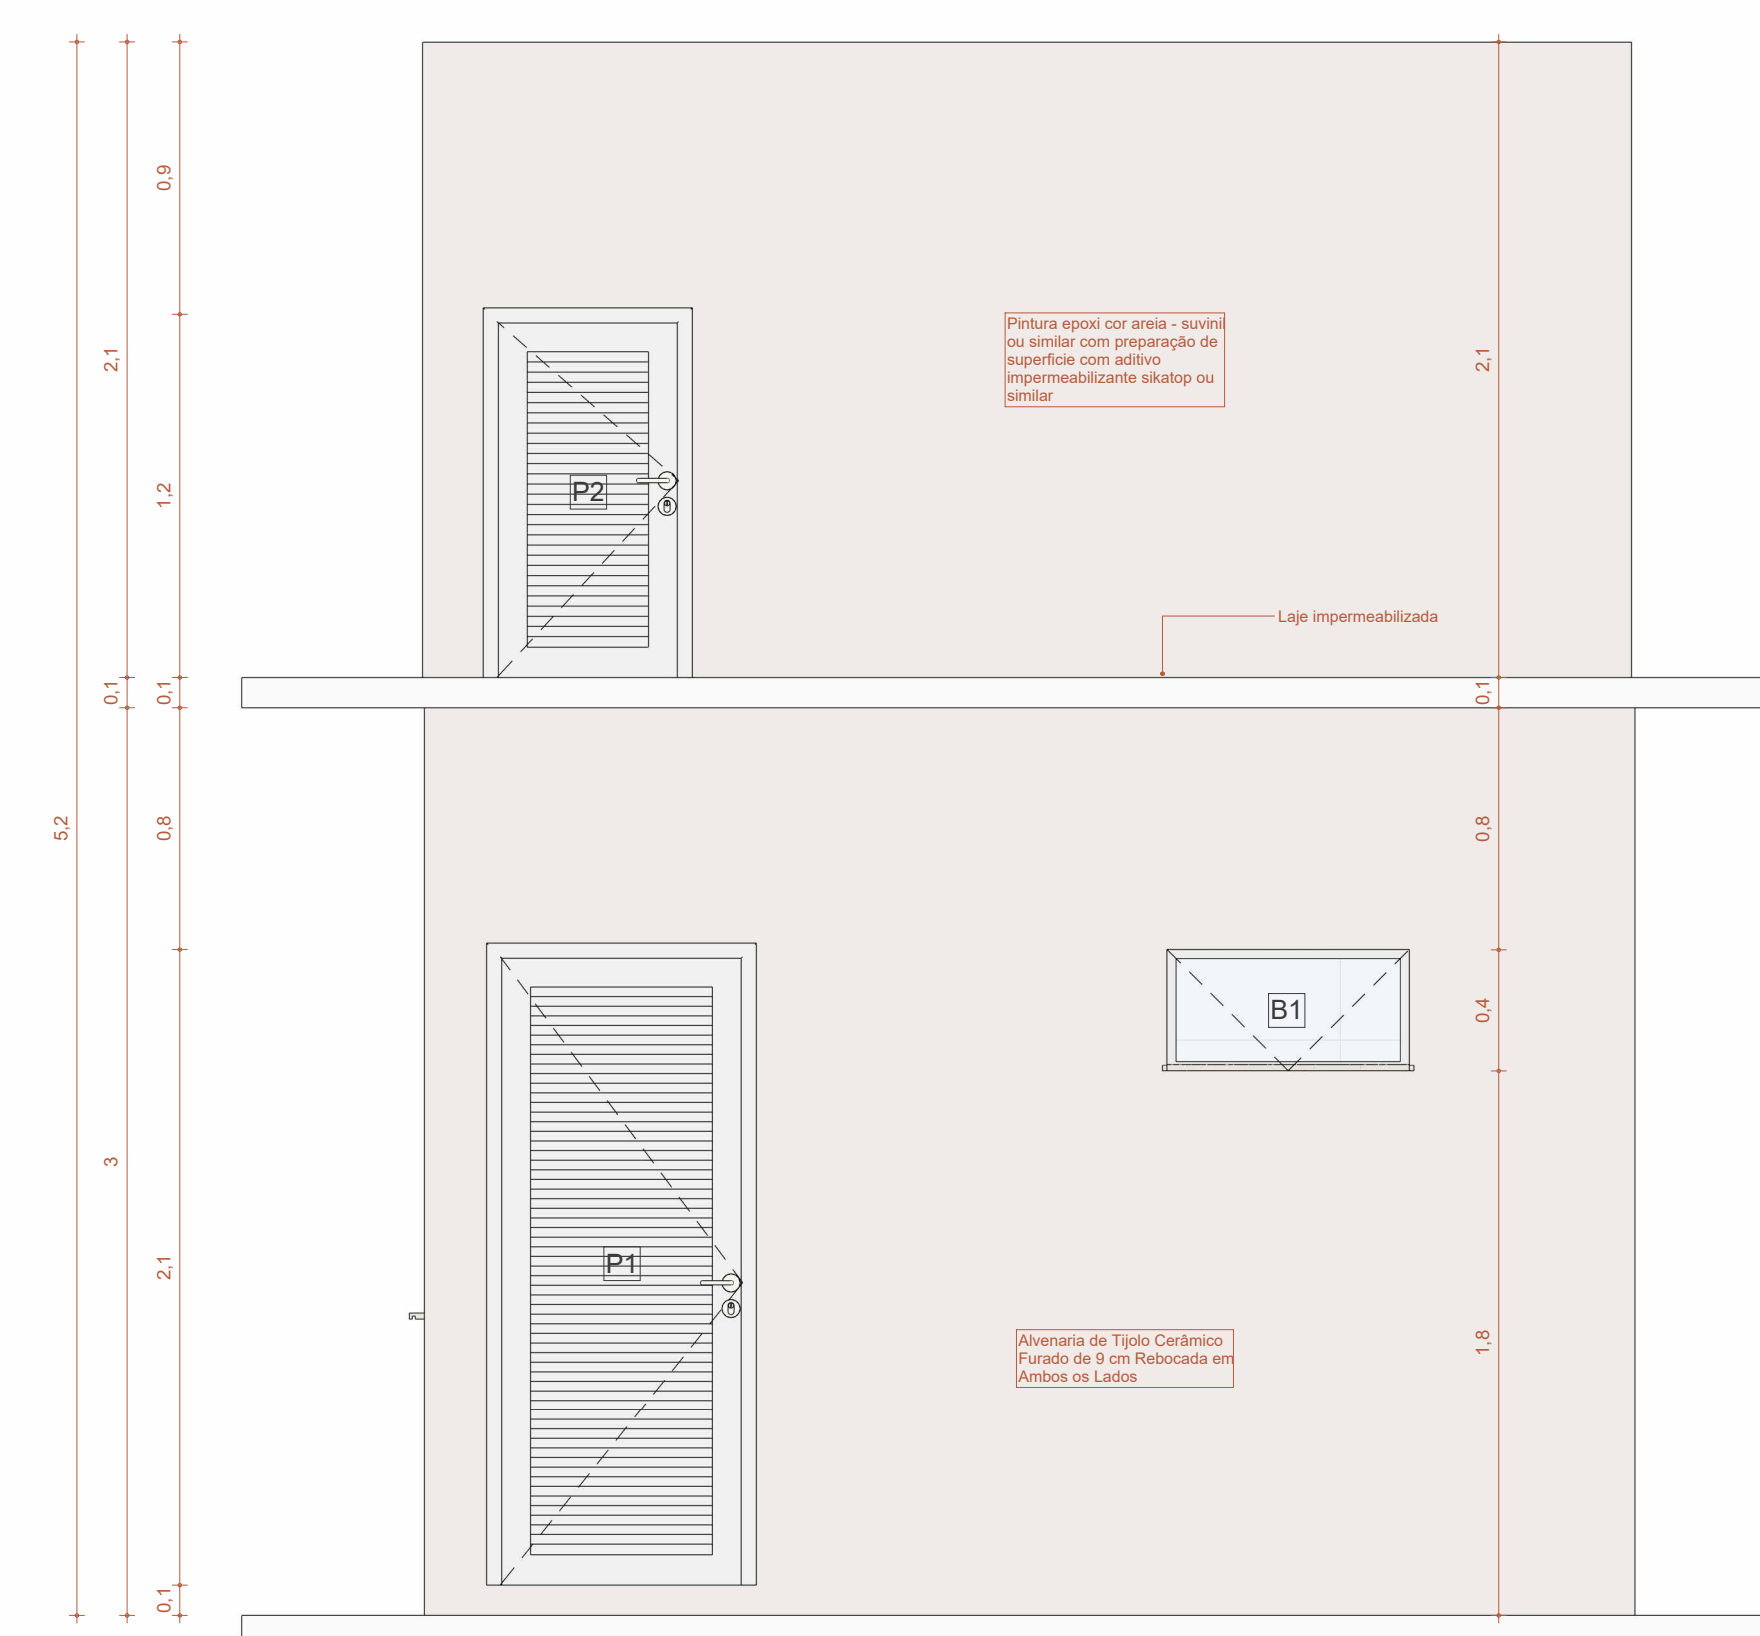 0,9
2,1
1,2
0,1
0,1
5,2
0,8
3
2,1
0,1
P2
Pintura epoxi cor areia - suvinil
ou similar com preparação de
superficie com aditivo
impermeabilizante sikatop ou
similar
2,1
Laje impermeabilizada
0,1
0,8
B1
0,4
P1
Alvenaria de Tijolo Cerâmico
Furado de 9 cm Rebocada em
Ambos os Lados
1,8